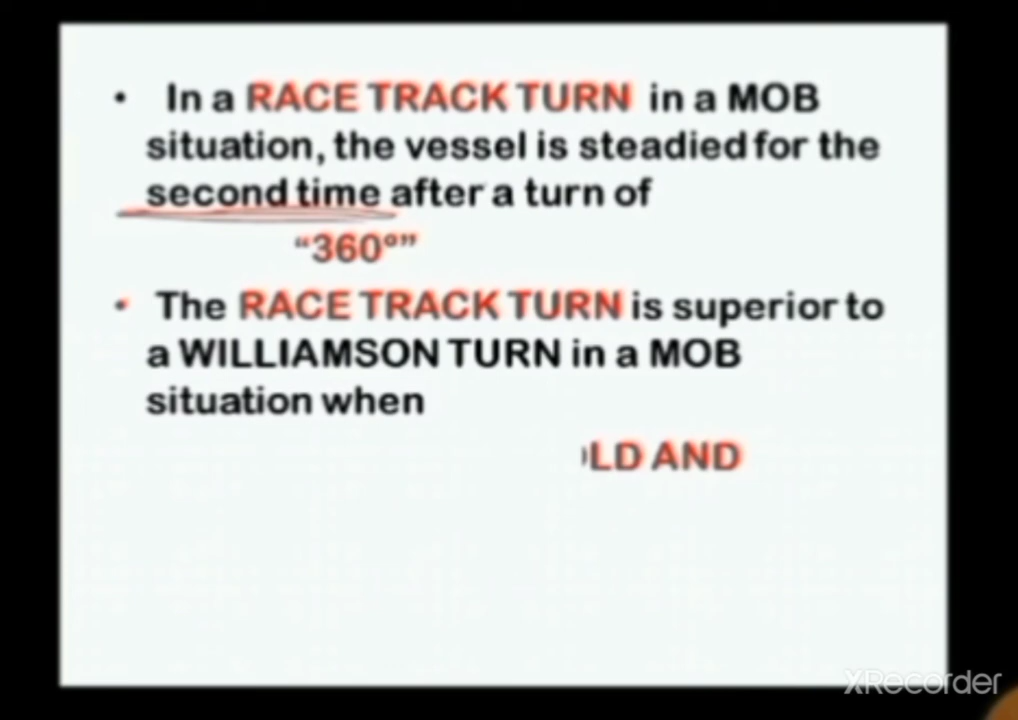 • In a RACE TRACK TURN in a MOB
situation, the vessel is steadied for the
second time after a turn of
“360°”
• The RACE TRACK TURN is superior to
a WILLIAMSON TURN in a MOB
situation when
LD AND
XRecorder